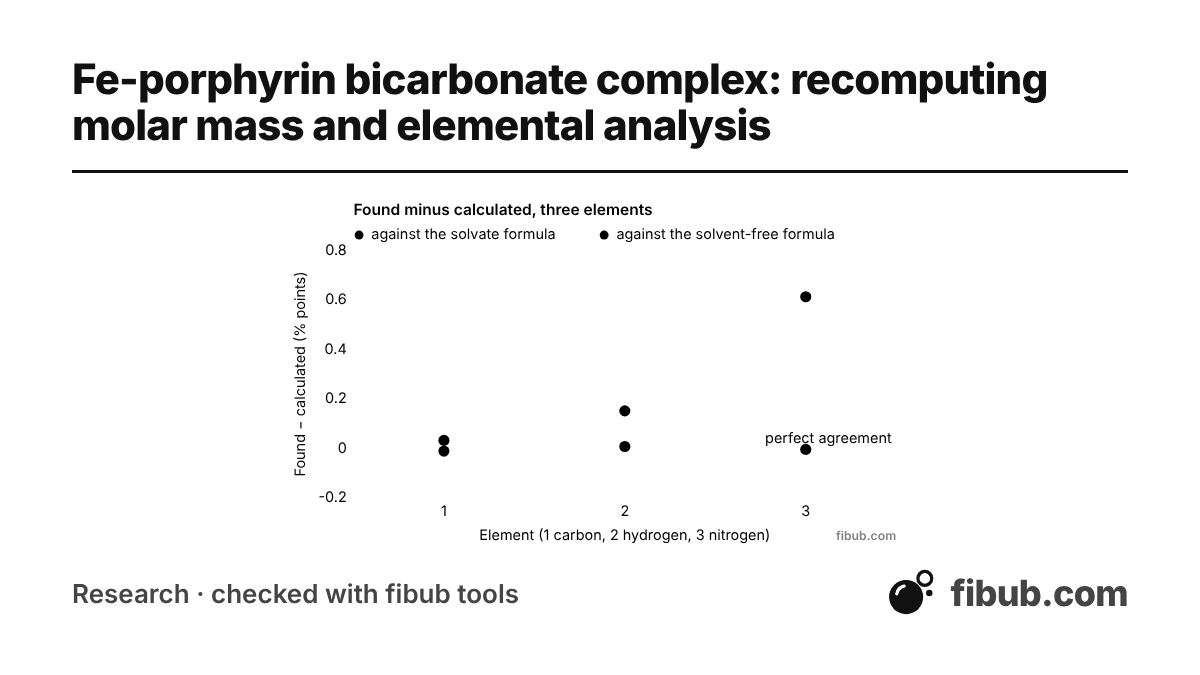 Fe-porphyrin bicarbonate complex: recomputing
molar mass and elemental analysis
Found minus calculated, three elements
against the solvate formula
against the solvent-free formula
Found − calculated (% points)
0.8
0.6
0.4
0.2
0
-0.2
perfect agreement
1
2
3
Element (1 carbon, 2 hydrogen, 3 nitrogen)
fibub.com
Research · checked with fibub tools
fibub.com